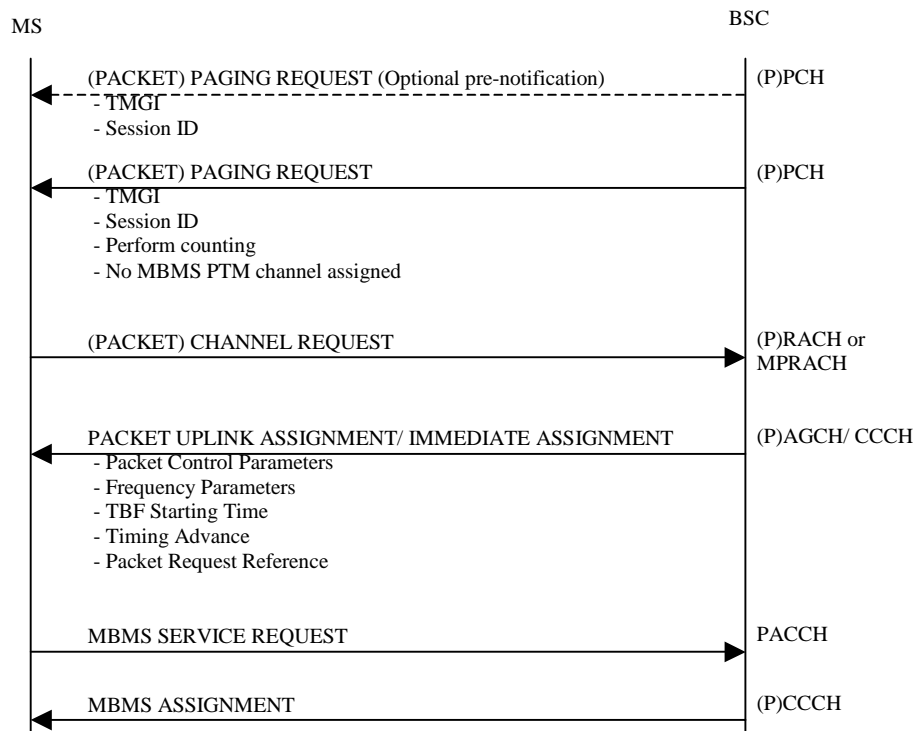 MS
BSC
(PACKET) PAGING REQUEST (Optional pre-notification)
(P)PCH
- TMGI
- Session ID
(PACKET) PAGING REQUEST
(P)PCH
- TMGI
- Session ID
- Perform counting
- No MBMS PTM channel assigned
(PACKET) CHANNEL REQUEST
(P)RACH or
MPRACH
PACKET UPLINK ASSIGNMENT/ IMMEDIATE ASSIGNMENT
(P)AGCH/ CCCH
- Packet Control Parameters
- Frequency Parameters
- TBF Starting Time
- Timing Advance
- Packet Request Reference
MBMS SERVICE REQUEST
PACCH
MBMS ASSIGNMENT
(P)CCCH